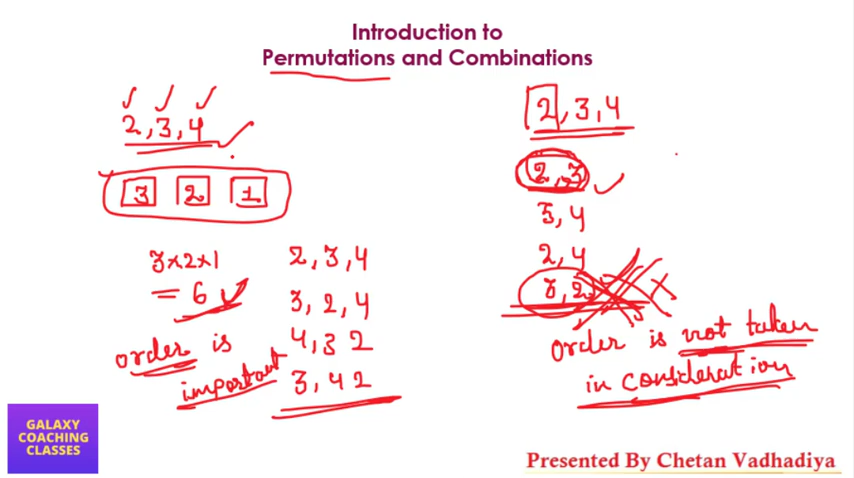 Introduction to
Permutations and Combinations
2,3,4
3 2 1
3×2×1
= 6
order is
important
2,3,4
3,2,4
4,3 2
3,4 2
2,3,4
2,3
3,4
2,4
3,2
Order is not taken
in consideration
GALAXY
COACHING
CLASSES
Presented By Chetan Vadhadiya